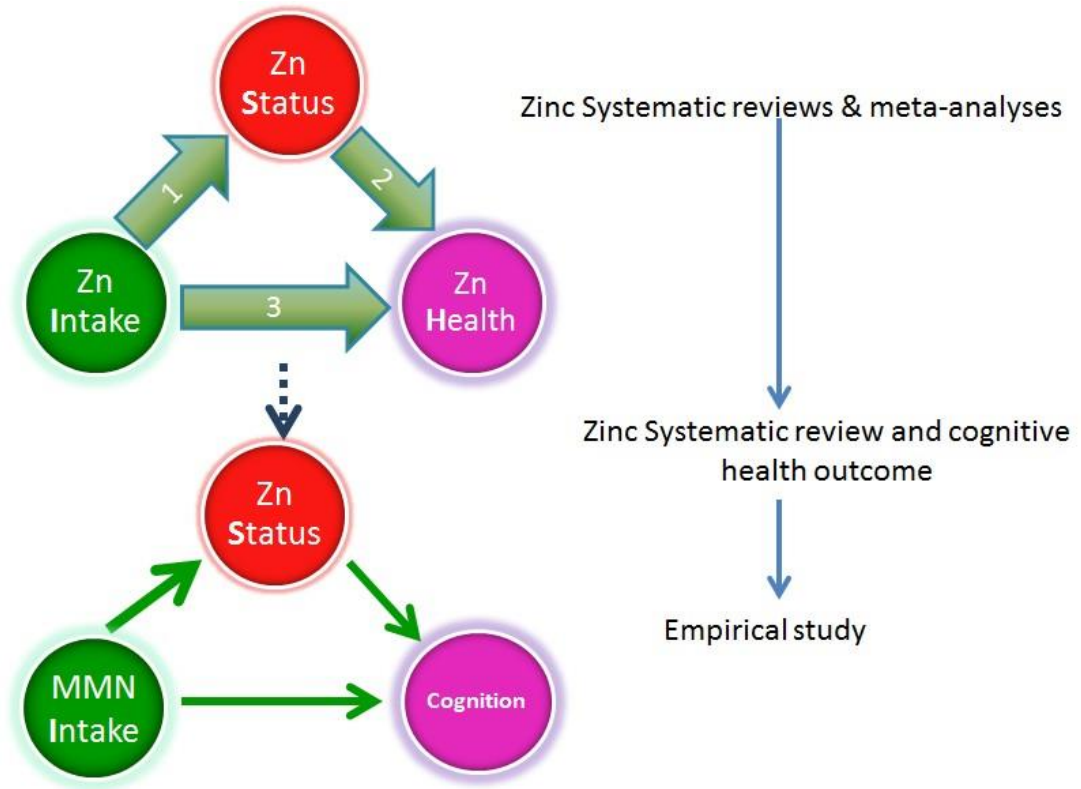 Zn
Status
Zinc Systematic reviews & meta-analyses
1
2
Zn
Intake
3
Zn
Health
Zinc Systematic review and cognitive
health outcome
Zn
Status
Empirical study
MMN
Intake
Cognition